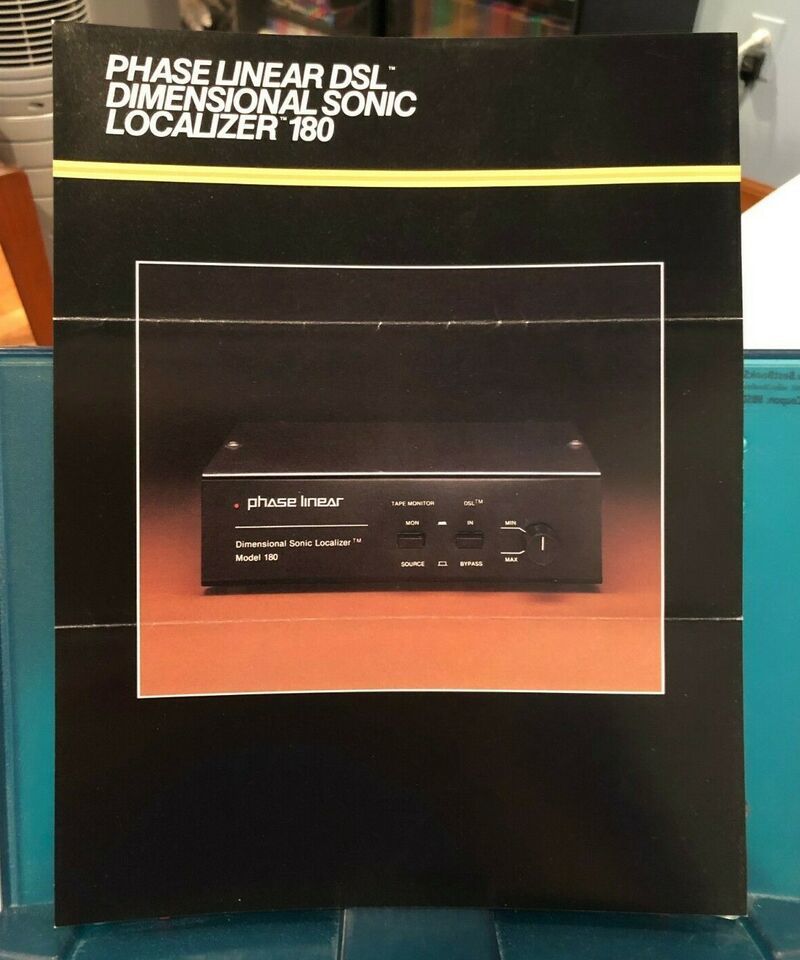 PHASE LINEAR DSL™
DIMENSIONAL SONIC
LOCALIZER™ 180
phase linear
TAPE MONITOR DSL™
MON IN MIN
Dimensional Sonic Localizer™
Model 180
SOURCE BYPASS MAX